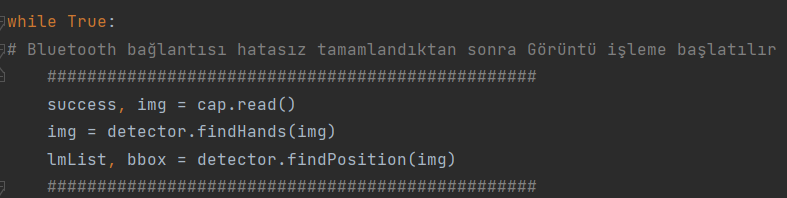 while True:
# Bluetooth bağlantısı hatasız tamamlandıktan sonra Görüntü işleme başlatılır
    #################################################
    success, img = cap.read()
    img = detector.findHands(img)
    lmList, bbox = detector.findPosition(img)
    #################################################